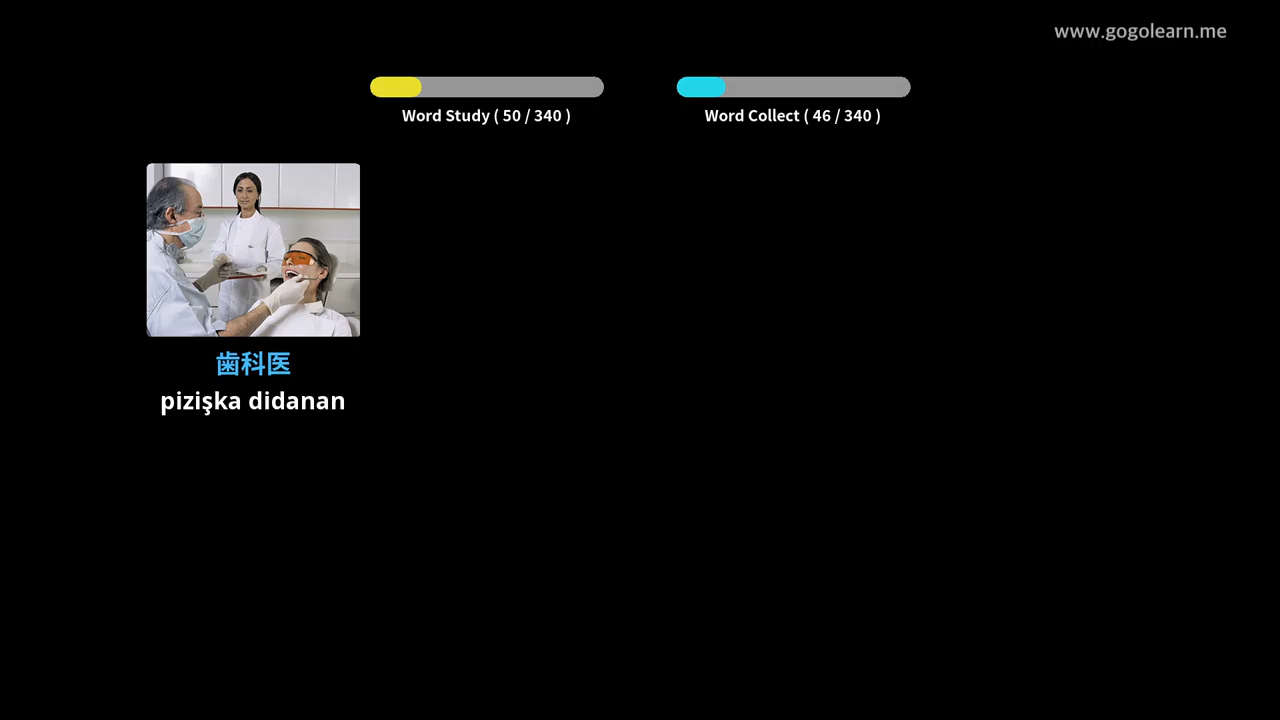 www.gogolearn.me
Word Study ( 50 / 340 )
Word Collect ( 46 / 340 )
歯科医
pizişka didanan